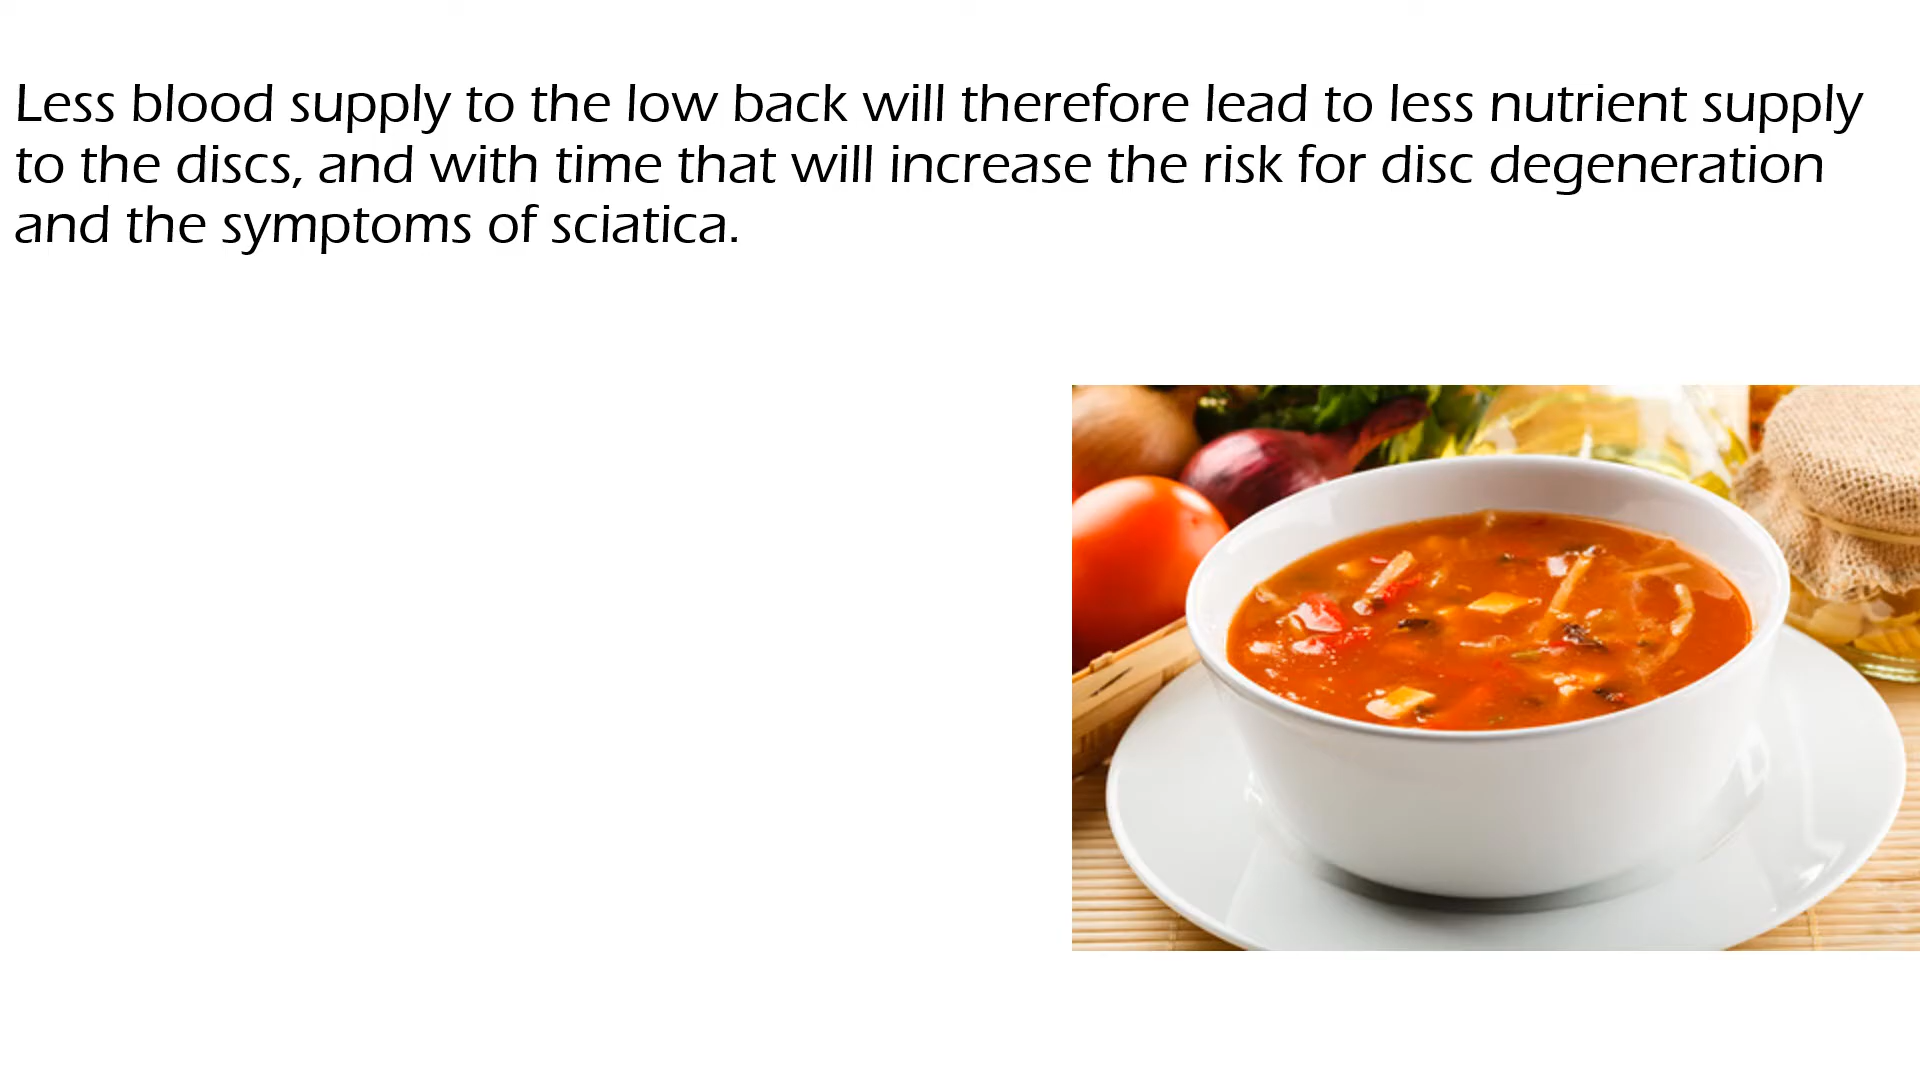 Less blood supply to the low back will therefore lead to less nutrient supply
to the discs, and with time that will increase the risk for disc degeneration
and the symptoms of sciatica.